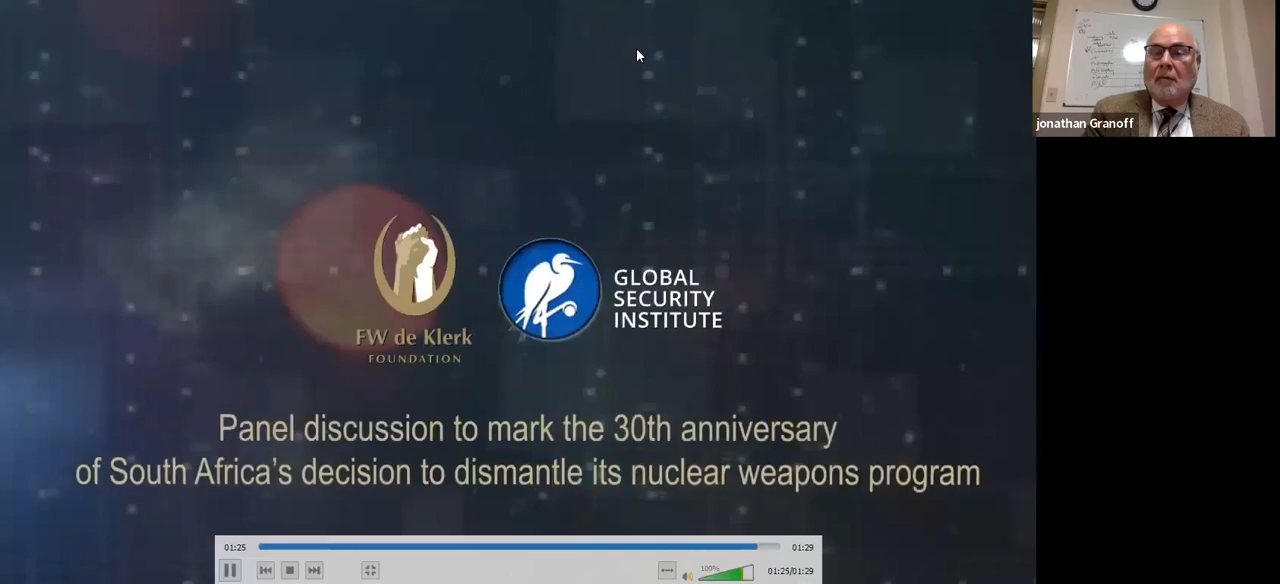 jonathan Granoff
FW de Klerk
FOUNDATION
GLOBAL
SECURITY
INSTITUTE
Panel discussion to mark the 30th anniversary
of South Africa's decision to dismantle its nuclear weapons program
01:25
01:29
100%
01:25/01:29